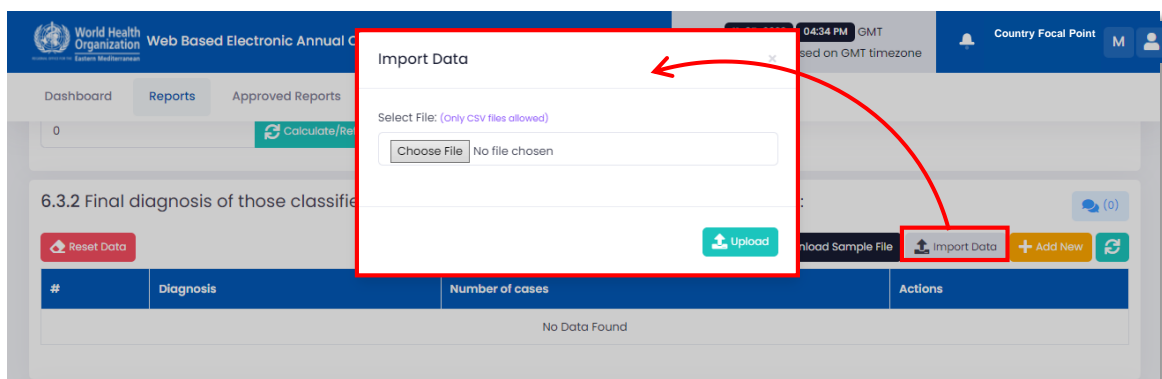 World Health
Organization
Eastern Mediterranean
Web Based Electronic Annual
04:34 PM GMT
sed on GMT timezone
Country Focal Point
M
Import Data
×
Dashboard
Reports
Approved Reports
0
Calculate/Re
Select File: (Only CSV files allowed)
Choose File No file chosen
6.3.2 Final diagnosis of those classifie
:
(0)
Upload
Reset Data
nload Sample File
Import Data
Add New
# Diagnosis Number of cases Actions
No Data Found